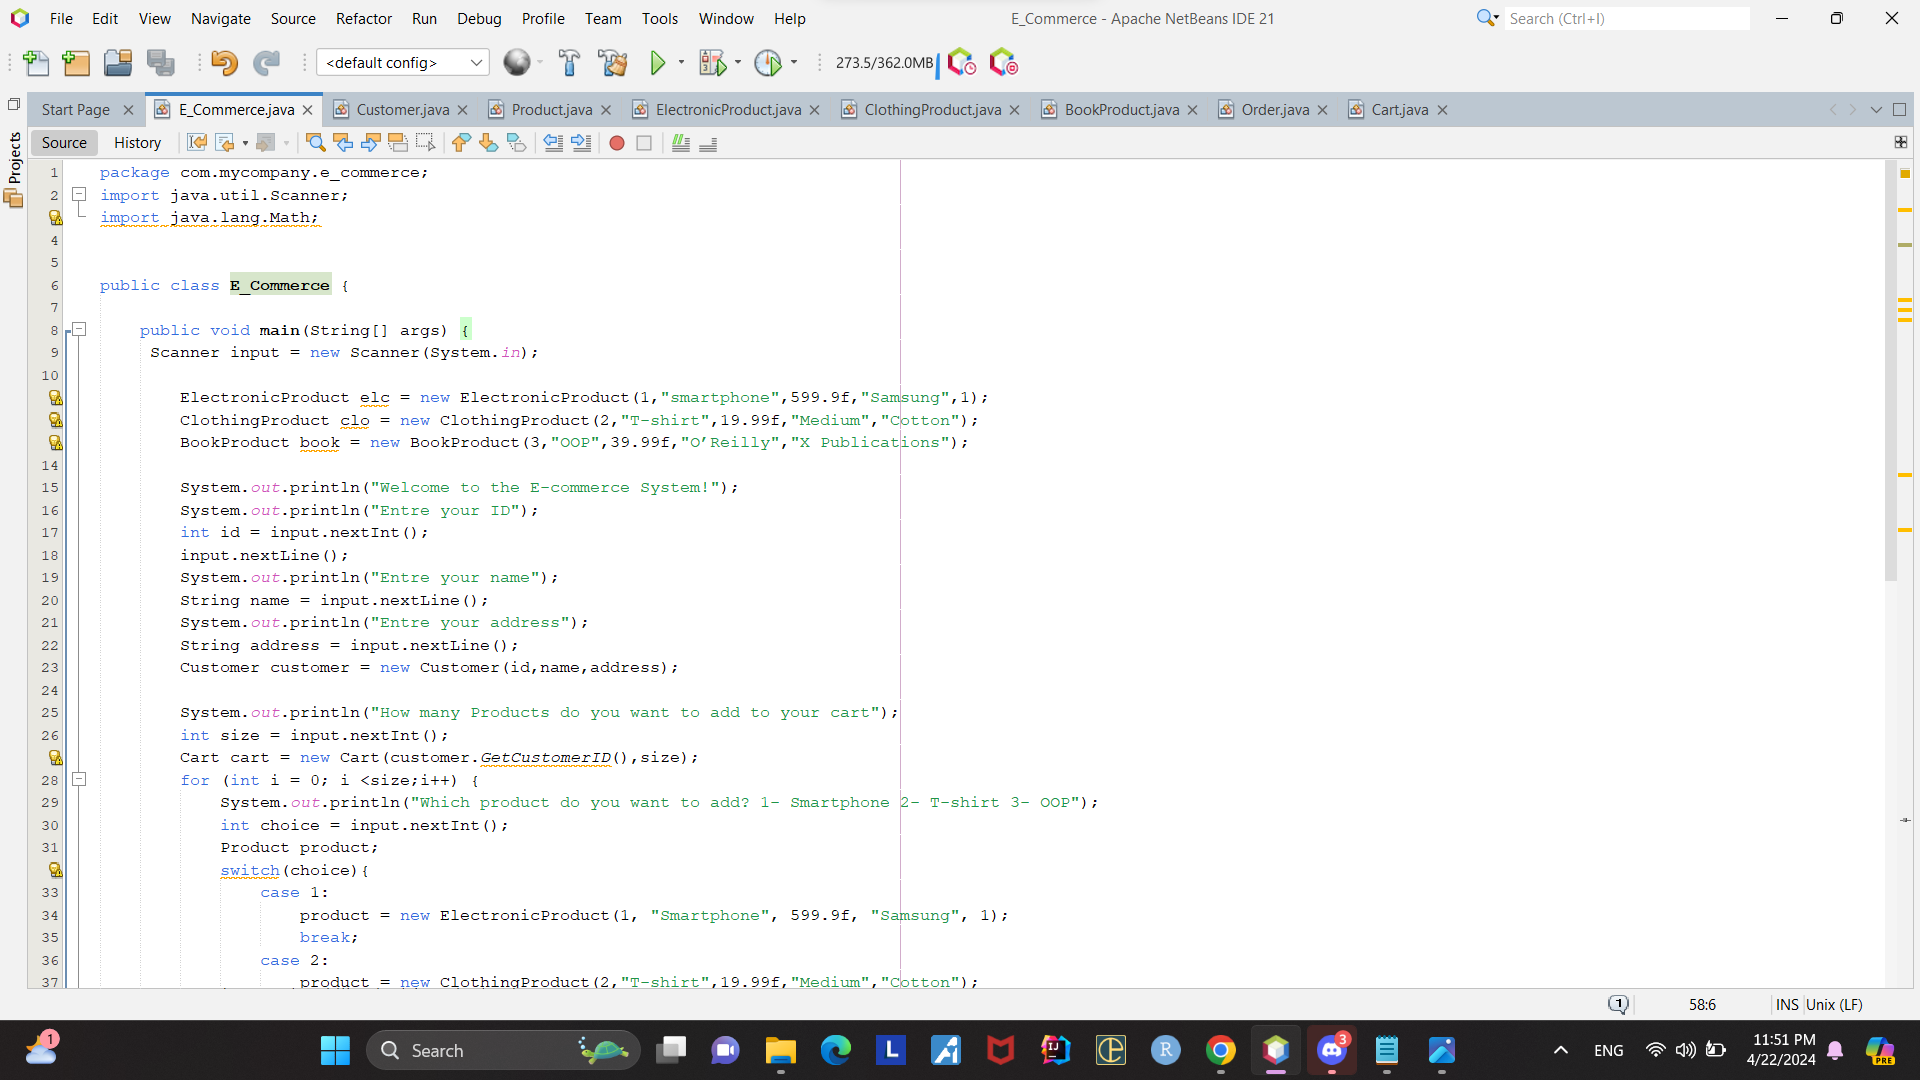 File Edit View Navigate Source Refactor Run Debug Profile Team Tools Window Help E_Commerce - Apache NetBeans IDE 21 Search (Ctrl+I)
<default config> 273.5/362.0MB
Projects
Start Page E_Commerce.java Customer.java Product.java ElectronicProduct.java ClothingProduct.java BookProduct.java Order.java Cart.java
Source History
1 package com.mycompany.e_commerce;
2 import java.util.Scanner;
import java.lang.Math;
4
5
6 public class E_Commerce {
7
8 public void main(String[] args) {
9 Scanner input = new Scanner(System.in);
10
ElectronicProduct elc = new ElectronicProduct(1,"smartphone",599.9f,"Samsung",1);
ClothingProduct clo = new ClothingProduct(2,"T-shirt",19.99f,"Medium","Cotton");
BookProduct book = new BookProduct(3,"OOP",39.99f,"O’Reilly","X Publications");
14
15 System.out.println("Welcome to the E-commerce System!");
16 System.out.println("Entre your ID");
17 int id = input.nextInt();
18 input.nextLine();
19 System.out.println("Entre your name");
20 String name = input.nextLine();
21 System.out.println("Entre your address");
22 String address = input.nextLine();
23 Customer customer = new Customer(id,name,address);
24
25 System.out.println("How many Products do you want to add to your cart");
26 int size = input.nextInt();
Cart cart = new Cart(customer.GetCustomerID(),size);
28 for (int i = 0; i <size;i++) {
29 System.out.println("Which product do you want to add? 1- Smartphone 2- T-shirt 3- OOP");
30 int choice = input.nextInt();
31 Product product;
switch(choice){
33 case 1:
34 product = new ElectronicProduct(1, "Smartphone", 599.9f, "Samsung", 1);
35 break;
36 case 2:
37 product = new ClothingProduct(2,"T-shirt",19.99f,"Medium","Cotton");
1 58:6 INS Unix (LF)
1 Search L R 3 ENG 11:51 PM
4/22/2024 PRE